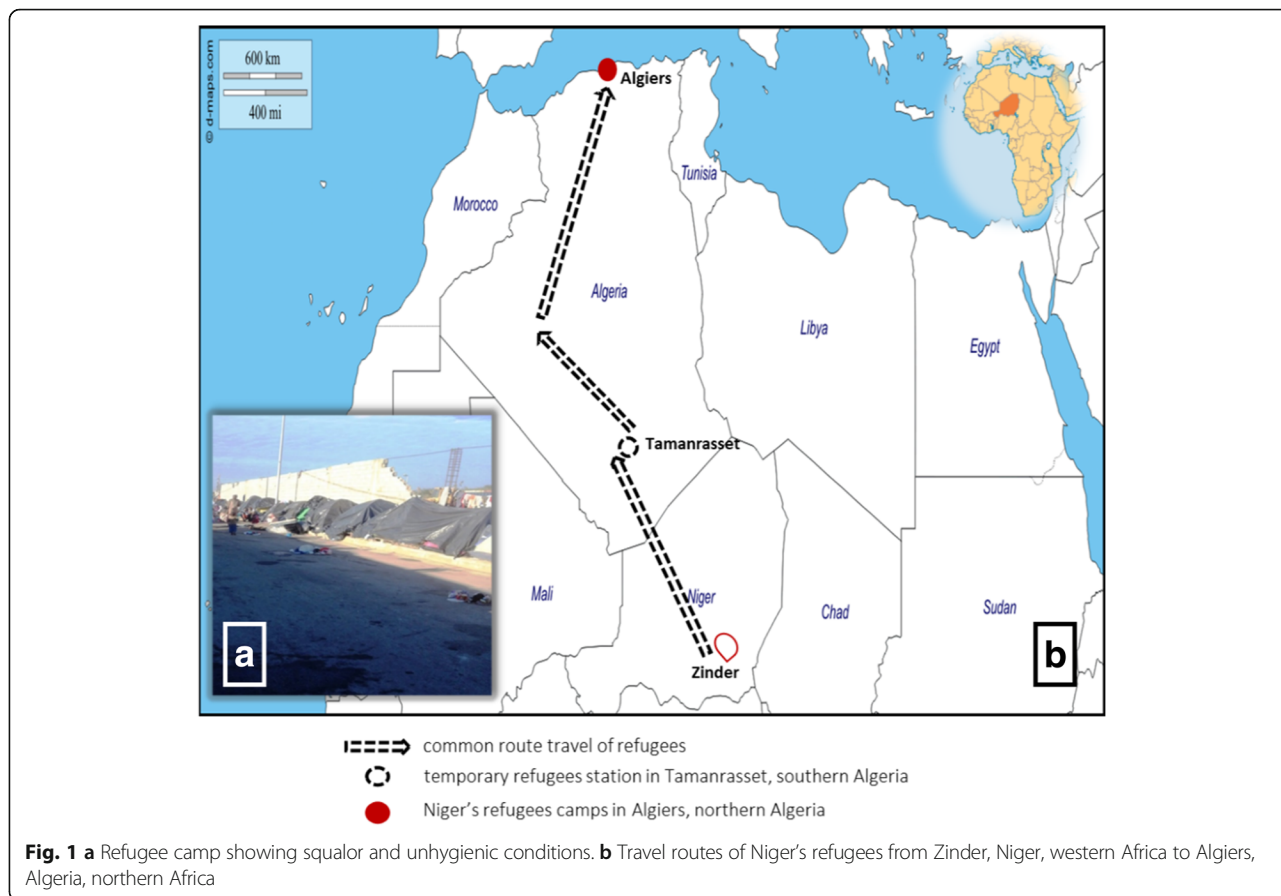 © d-maps.com
600 km
400 mi
Algiers
Tunisia
Morocco
Algeria
Libya
Egypt
Tamanrasset
Mali
Niger
Chad
Sudan
Zinder
a
b
common route travel of refugees
temporary refugees station in Tamanrasset, southern Algeria
Niger's refugees camps in Algiers, northern Algeria
Fig. 1 a Refugee camp showing squalor and unhygienic conditions. b Travel routes of Niger's refugees from Zinder, Niger, western Africa to Algiers,
Algeria, northern Africa